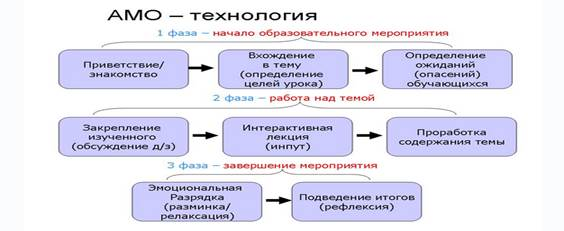 АМО – технология
1 фаза – начало образовательного мероприятия
Приветствие/
знакомство
Вхождение
в тему
(определение
целей урока)
Определение
ожиданий
(опасений)
обучающихся
2 фаза – работа над темой
Закрепление
изученного
(обсуждение д/з)
Интерактивная
лекция
(инпут)
Проработка
содержания темы
3 фаза – завершение мероприятия
Эмоциональная
Разрядка
(разминка/
релаксация)
Подведение итогов
(рефлексия)